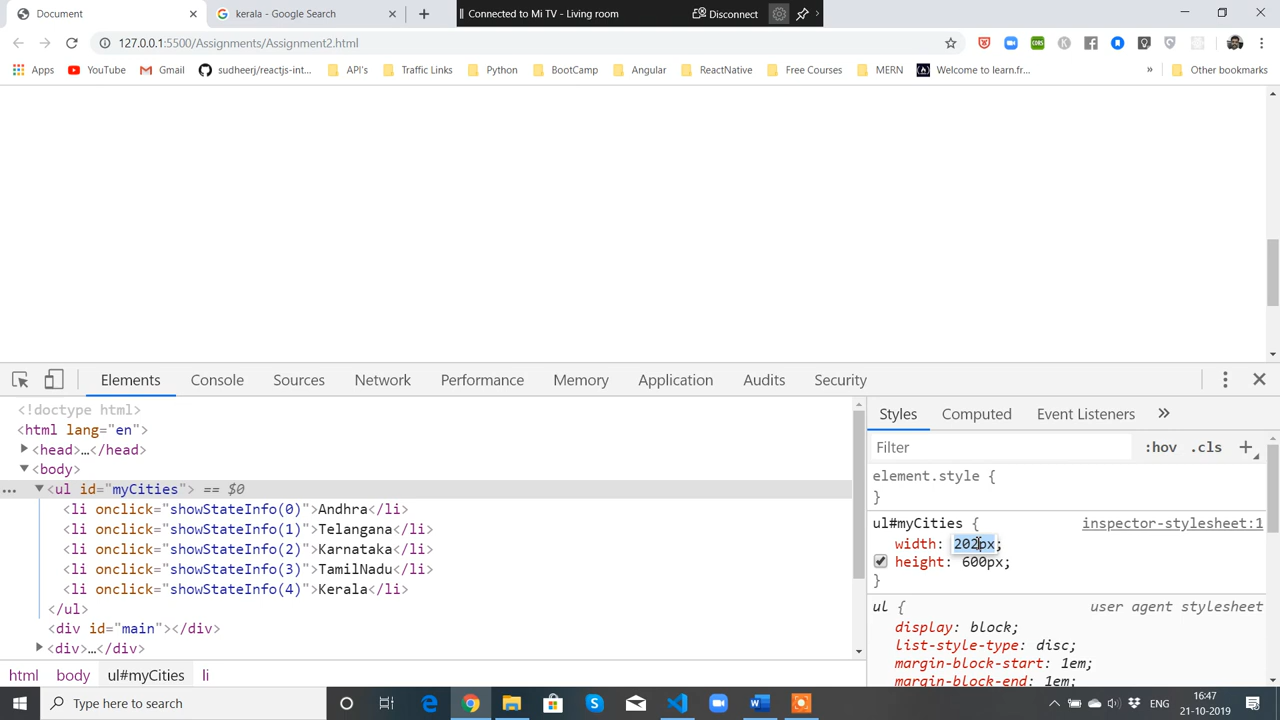 Document
kerala - Google Search
Connected to Mi TV - Living room
Disconnect
127.0.0.1:5500/Assignments/Assignment2.html
Apps
YouTube
Gmail
sudheerj/reactjs-int...
API's
Traffic Links
Python
BootCamp
Angular
ReactNative
Free Courses
MERN
Welcome to learn.fr...
»
Other bookmarks
Elements
Console
Sources
Network
Performance
Memory
Application
Audits
Security
<!doctype html>
<html lang="en">
<head>…</head>
<body>
<ul id="myCities"> == $0
<li onclick="showStateInfo(0)">Andhra</li>
<li onclick="showStateInfo(1)">Telangana</li>
<li onclick="showStateInfo(2)">Karnataka</li>
<li onclick="showStateInfo(3)">TamilNadu</li>
<li onclick="showStateInfo(4)">Kerala</li>
</ul>
<div id="main"></div>
<div>…</div>
html body ul#myCities li
Styles
Computed
Event Listeners
»
Filter
:hov .cls +
element.style {
}
ul#myCities {
inspector-stylesheet:1
width: 202px;
height: 600px;
}
ul {
user agent stylesheet
display: block;
list-style-type: disc;
margin-block-start: 1em;
margin-block-end: 1em;
Type here to search
ENG
16:47
21-10-2019